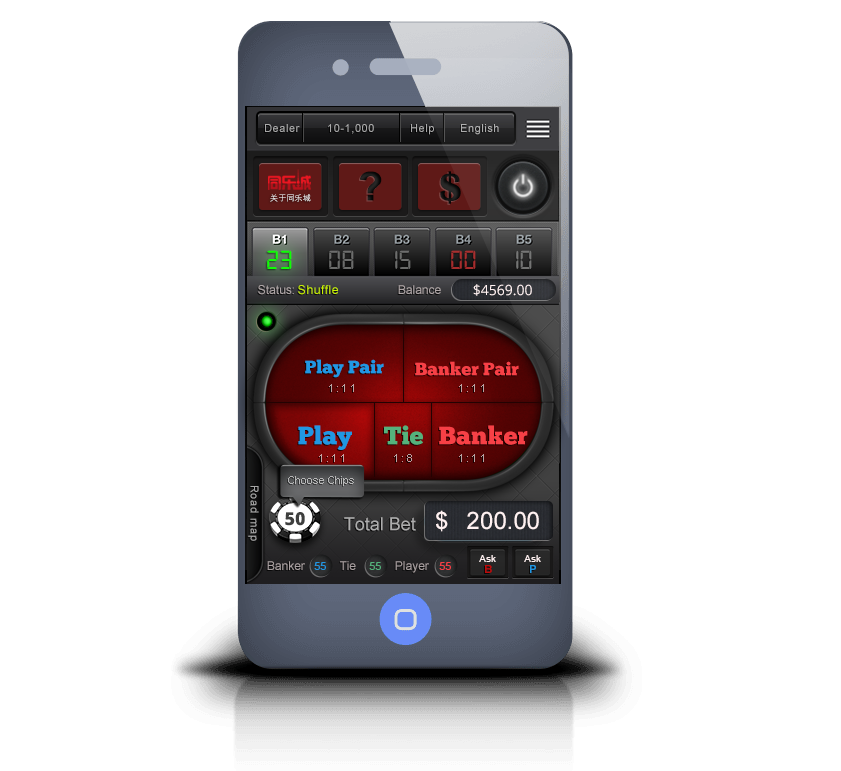 Dealer 10-1,000 Help English
同乐城 ? $
关于同乐城
B1 B2 B3 B4 B5
23 08 15 00 10
Status: Shuffle Balance $4569.00
Play Pair Banker Pair
1:11 1:11
Play Tie Banker
1:11 1:8 1:11
Choose Chips
Road map
50 Total Bet $ 200.00
Banker 55 Tie 55 Player 55 Ask Ask
B P